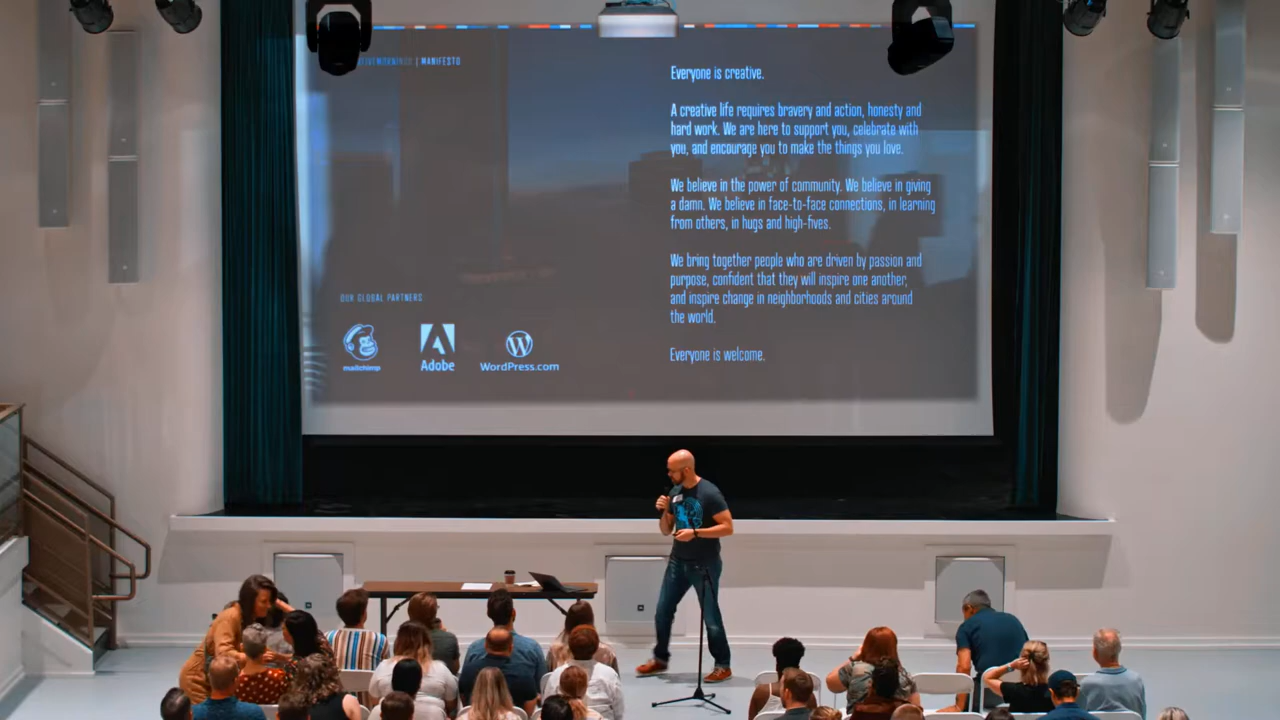 | MANIFESTO
Everyone is creative.
A creative life requires bravery and action, honesty and
hard work. We are here to support you, celebrate with
you, and encourage you to make the things you love.
We believe in the power of community. We believe in giving
a damn. We believe in face-to-face connections, in learning
from others, in hugs and high-fives.
We bring together people who are driven by passion and
purpose, confident that they will inspire one another,
and inspire change in neighborhoods and cities around
the world.
Everyone is welcome.
OUR GLOBAL PARTNERS
mailchimp
Adobe
WordPress.com